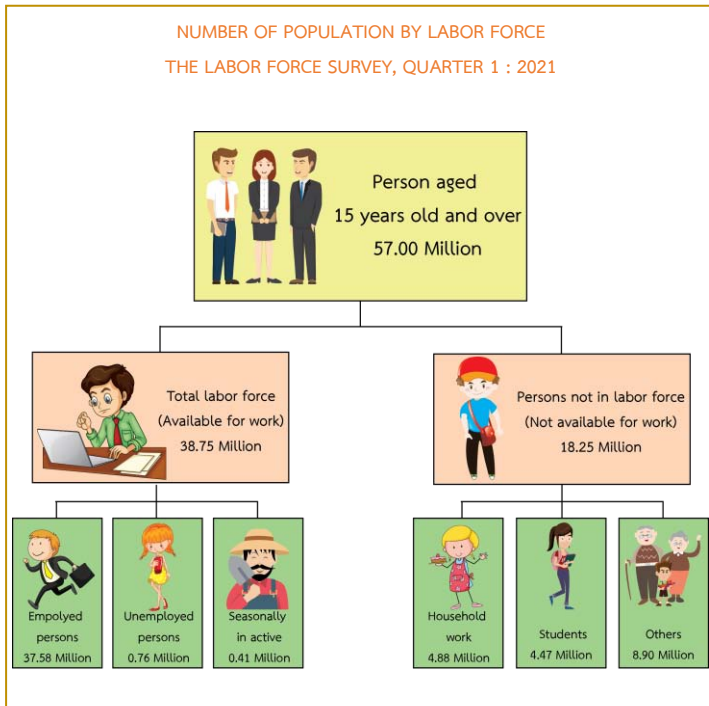 NUMBER OF POPULATION BY LABOR FORCE
THE LABOR FORCE SURVEY, QUARTER 1 : 2021
Person aged
15 years old and over
57.00 Million
Total labor force
(Available for work)
38.75 Million
Persons not in labor force
(Not available for work)
18.25 Million
Empolyed
persons
37.58 Million
Unemployed
persons
0.76 Million
Seasonally
in active
0.41 Million
Household
work
4.88 Million
Students
4.47 Million
Others
8.90 Million